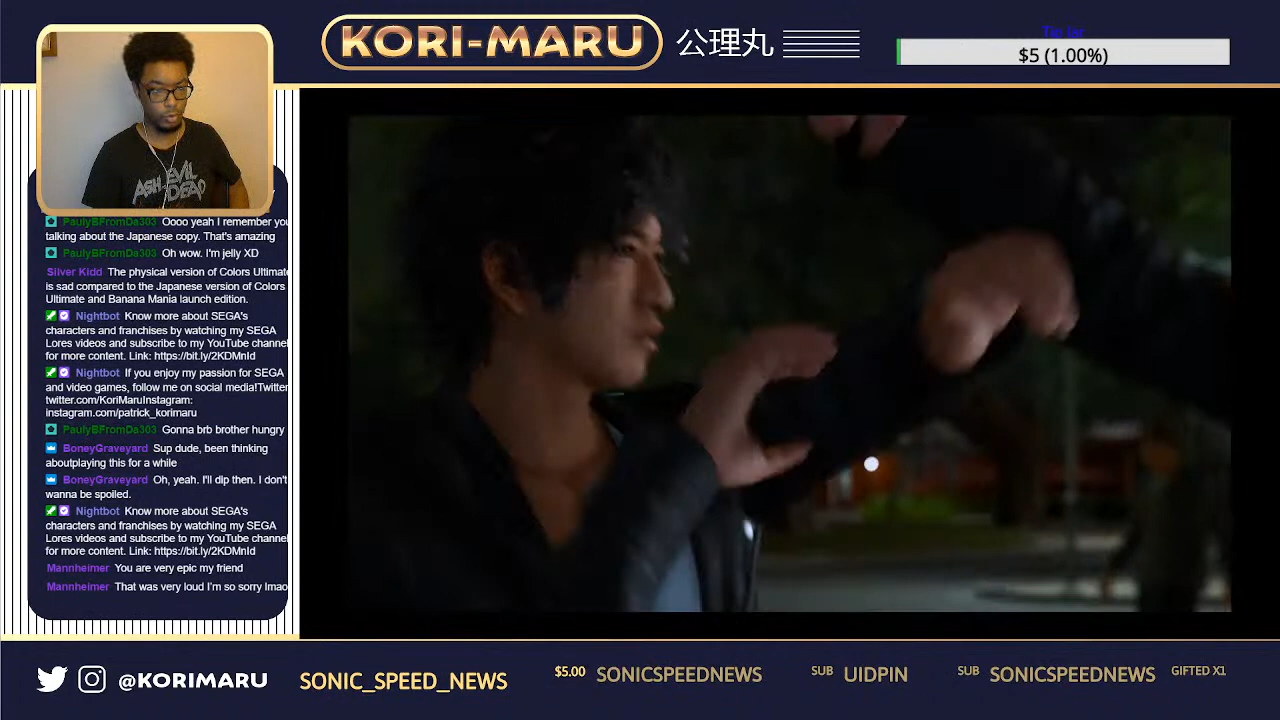 KORI-MARU 公理丸
Tip jar
$5 (1.00%)
ASH EVIL DEAD
PaulyBFromDa303 Oooo yeah I remember you
talking about the Japanese copy. That's amazing
PaulyBFromDa303 Oh wow. I'm jelly XD
Silver Kidd The physical version of Colors Ultimate
is sad compared to the Japanese version of Colors
Ultimate and Banana Mania launch edition.
Nightbot Know more about SEGA's
characters and franchises by watching my SEGA
Lores videos and subscribe to my YouTube channel
for more content. Link: https://bit.ly/2KDMnId
Nightbot If you enjoy my passion for SEGA
and video games, follow me on social media!Twitter
twitter.com/KoriMaruInstagram:
instagram.com/patrick_korimaru
PaulyBFromDa303 Gonna brb brother hungry
BoneyGraveyard Sup dude, been thinking
aboutplaying this for a while
BoneyGraveyard Oh, yeah. I'll dip then. I don't
wanna be spoiled.
Nightbot Know more about SEGA's
characters and franchises by watching my SEGA
Lores videos and subscribe to my YouTube channel
for more content. Link: https://bit.ly/2KDMnId
Mannheimer You are very epic my friend
Mannheimer That was very loud I'm so sorry lmao
@KORIMARU SONIC_SPEED_NEWS $5.00 SONICSPEEDNEWS SUB UIDPIN SUB SONICSPEEDNEWS GIFTED X1